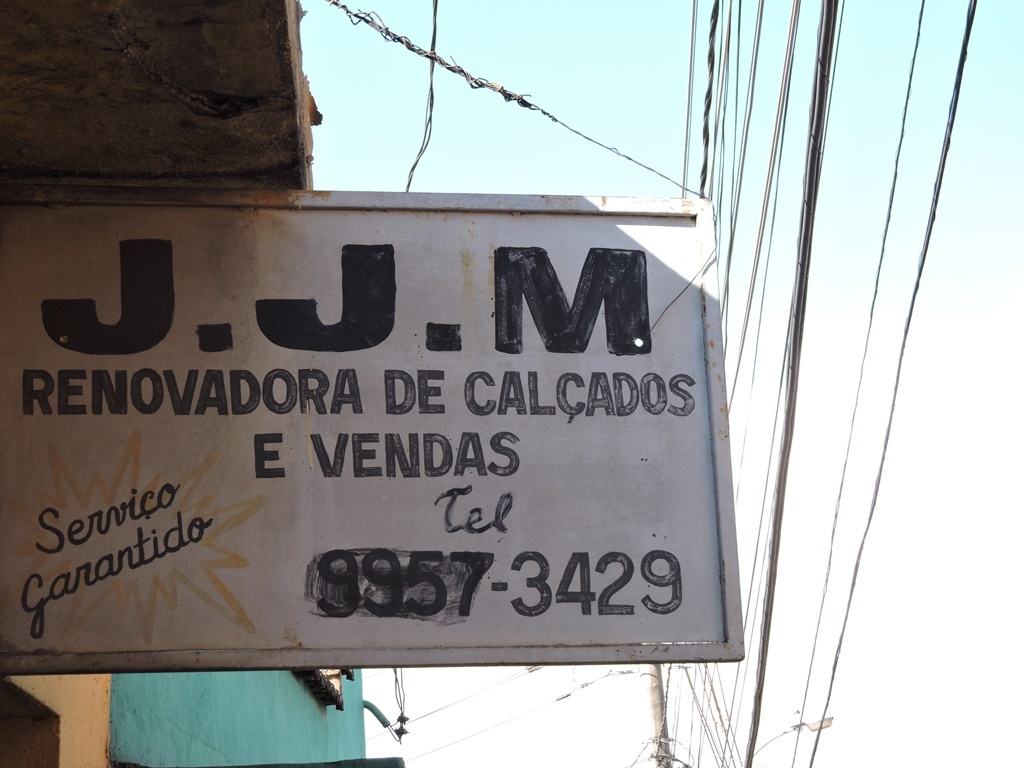 J.J.M
RENOVADORA DE CALÇADOS
E VENDAS
Tel
9957-3429
Serviço
Garantido